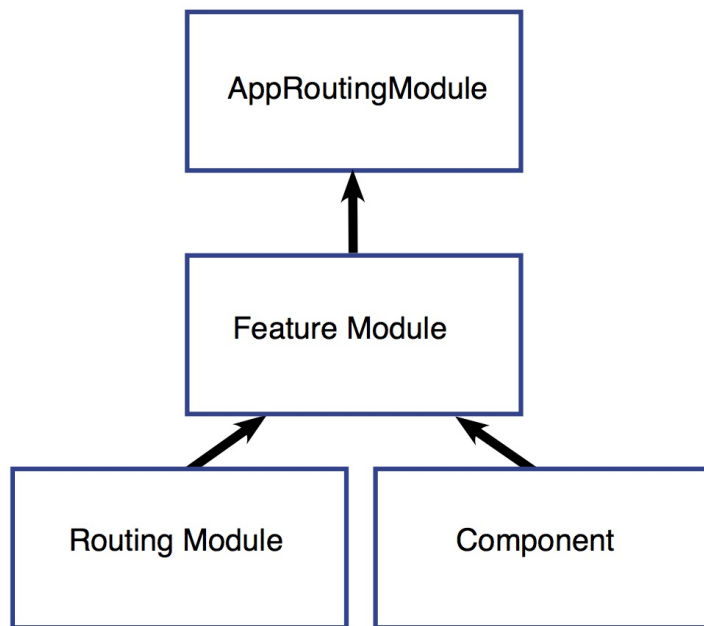 AppRoutingModule
Feature Module
Routing Module
Component